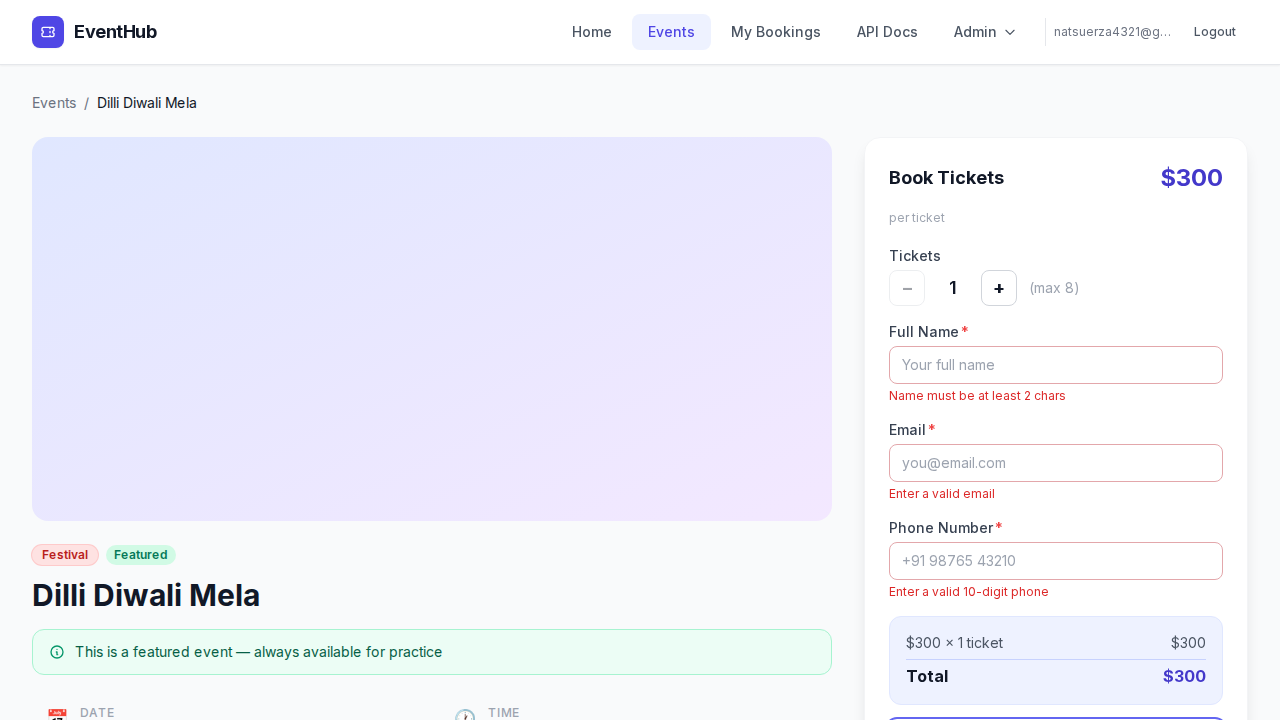 EventHub
Home
Events
My Bookings
API Docs
Admin
natsuerza4321@g…
Logout
Events / Dilli Diwali Mela
Book Tickets
$300
per ticket
Tickets
− 1 + (max 8)
Full Name*
Your full name
Name must be at least 2 chars
Email*
you@email.com
Enter a valid email
Phone Number*
+91 98765 43210
Enter a valid 10-digit phone
$300 × 1 ticket $300
Total $300
Festival
Featured
Dilli Diwali Mela
This is a featured event — always available for practice
DATE
TIME